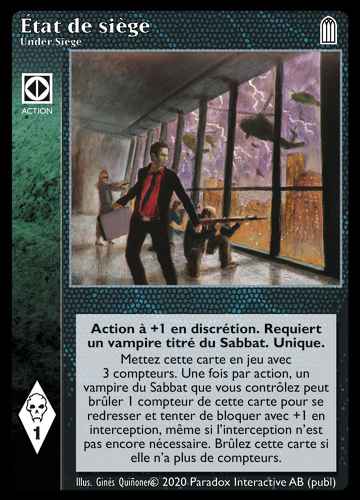 État de siège
Under Siege
ACTION
Action à +1 en discrétion. Requiert
un vampire titré du Sabbat. Unique.
Mettez cette carte en jeu avec
3 compteurs. Une fois par action, un
vampire du Sabbat que vous contrôlez peut
brûler 1 compteur de cette carte pour se
redresser et tenter de bloquer avec +1 en
interception, même si l'interception n'est
pas encore nécessaire. Brûlez cette carte si
elle n'a plus de compteurs.
1
Illus. Ginés Quiñonero © 2020 Paradox Interactive AB (publ)